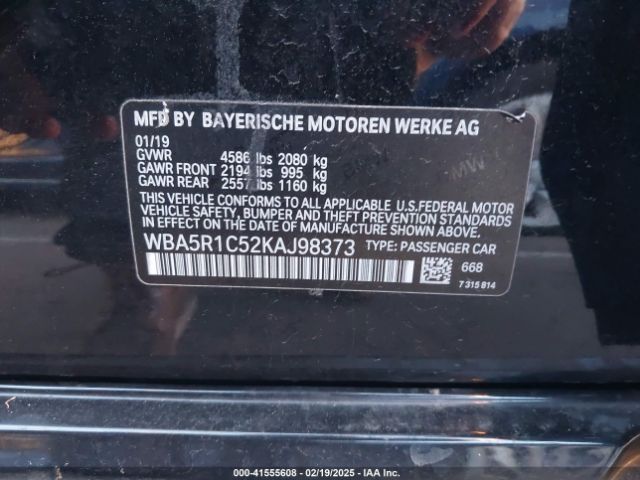 MFD BY BAYERISCHE MOTOREN WERKE AG
01/19
GVWR 4586 lbs 2080 kg
GAWR FRONT 2194 lbs 995 kg
GAWR REAR 2557 lbs 1160 kg
THIS VEHICLE CONFORMS TO ALL APPLICABLE U.S.FEDERAL MOTOR
VEHICLE SAFETY, BUMPER AND THEFT PREVENTION STANDARDS IN
EFFECT ON THE DATE OF MANUFACTURE SHOWN ABOVE.
WBA5R1C52KAJ98373 TYPE: PASSENGER CAR
668
7 315 814
000-41555608 - 02/19/2025 - IAA Inc.